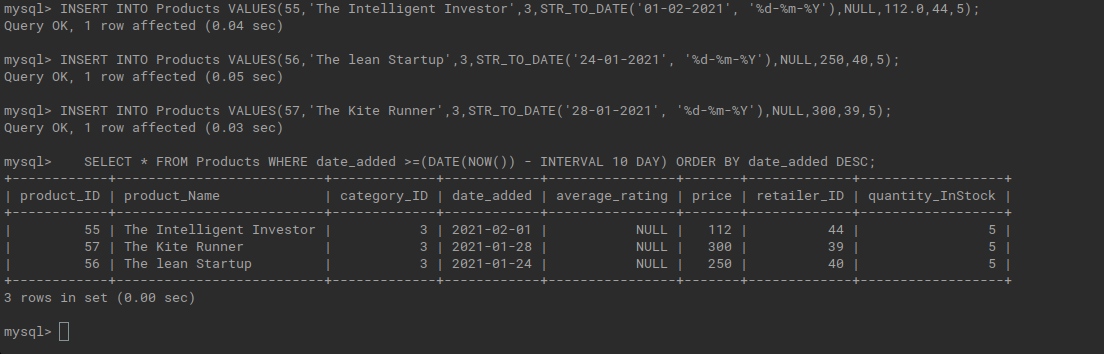 mysql> INSERT INTO Products VALUES(55,'The Intelligent Investor',3,STR_TO_DATE('01-02-2021', '%d-%m-%Y'),NULL,112.0,44,5);
Query OK, 1 row affected (0.04 sec)
mysql> INSERT INTO Products VALUES(56,'The lean Startup',3,STR_TO_DATE('24-01-2021', '%d-%m-%Y'),NULL,250,40,5);
Query OK, 1 row affected (0.05 sec)
mysql> INSERT INTO Products VALUES(57,'The Kite Runner',3,STR_TO_DATE('28-01-2021', '%d-%m-%Y'),NULL,300,39,5);
Query OK, 1 row affected (0.03 sec)
mysql>    SELECT * FROM Products WHERE date_added >=(DATE(NOW()) - INTERVAL 10 DAY) ORDER BY date_added DESC;
+------------+--------------------------+-------------+------------+----------------+-------+-------------+------------------+
| product_ID | product_Name             | category_ID | date_added | average_rating | price | retailer_ID | quantity_InStock |
+------------+--------------------------+-------------+------------+----------------+-------+-------------+------------------+
|         55 | The Intelligent Investor |           3 | 2021-02-01 |           NULL |   112 |          44 |                5 |
|         57 | The Kite Runner          |           3 | 2021-01-28 |           NULL |   300 |          39 |                5 |
|         56 | The lean Startup         |           3 | 2021-01-24 |           NULL |   250 |          40 |                5 |
+------------+--------------------------+-------------+------------+----------------+-------+-------------+------------------+
3 rows in set (0.00 sec)
mysql>